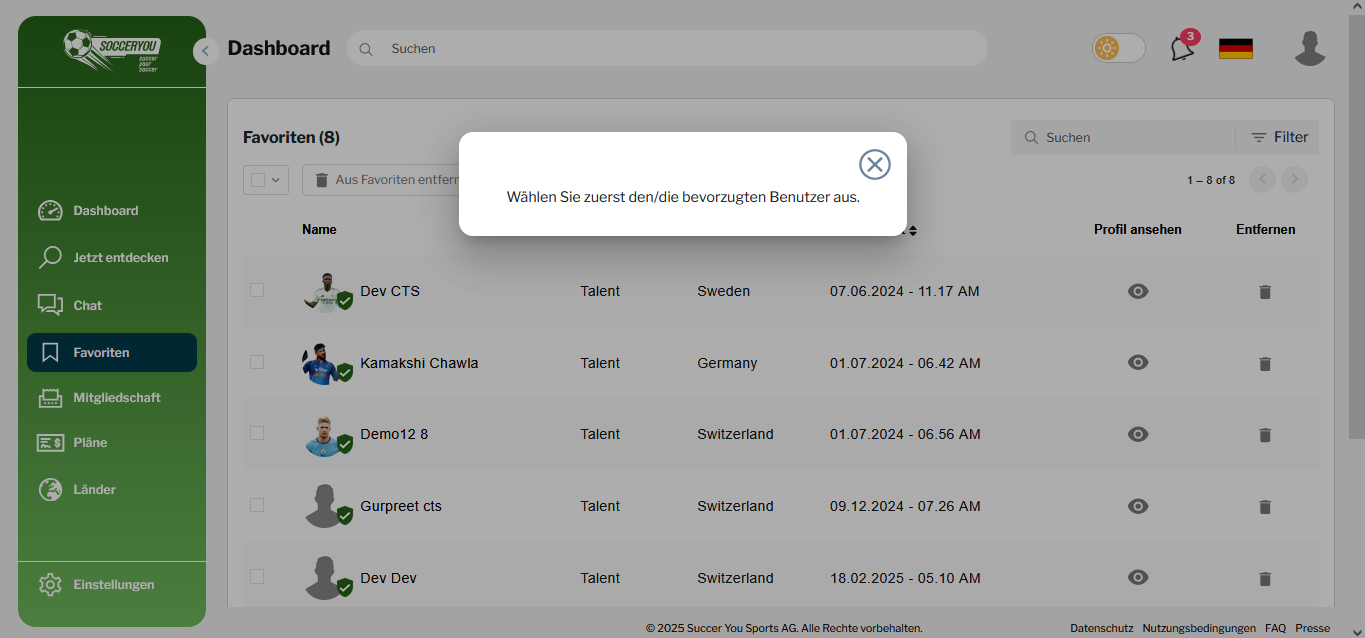 SOCCERYOU
soccer
your
soccer
Dashboard
Suchen
3
Dashboard
Jetzt entdecken
Chat
Favoriten
Mitgliedschaft
Pläne
Länder
Einstellungen
Favoriten (8)
Suchen
Filter
Aus Favoriten entfern
1 – 8 of 8
Wählen Sie zuerst den/die bevorzugten Benutzer aus.
Name
Profil ansehen
Entfernen
Dev CTS Talent Sweden 07.06.2024 - 11.17 AM
Kamakshi Chawla Talent Germany 01.07.2024 - 06.42 AM
Demo12 8 Talent Switzerland 01.07.2024 - 06.56 AM
Gurpreet cts Talent Switzerland 09.12.2024 - 07.26 AM
Dev Dev Talent Switzerland 18.02.2025 - 05.10 AM
© 2025 Succer You Sports AG. Alle Rechte vorbehalten.
Datenschutz Nutzungsbedingungen FAQ Presse